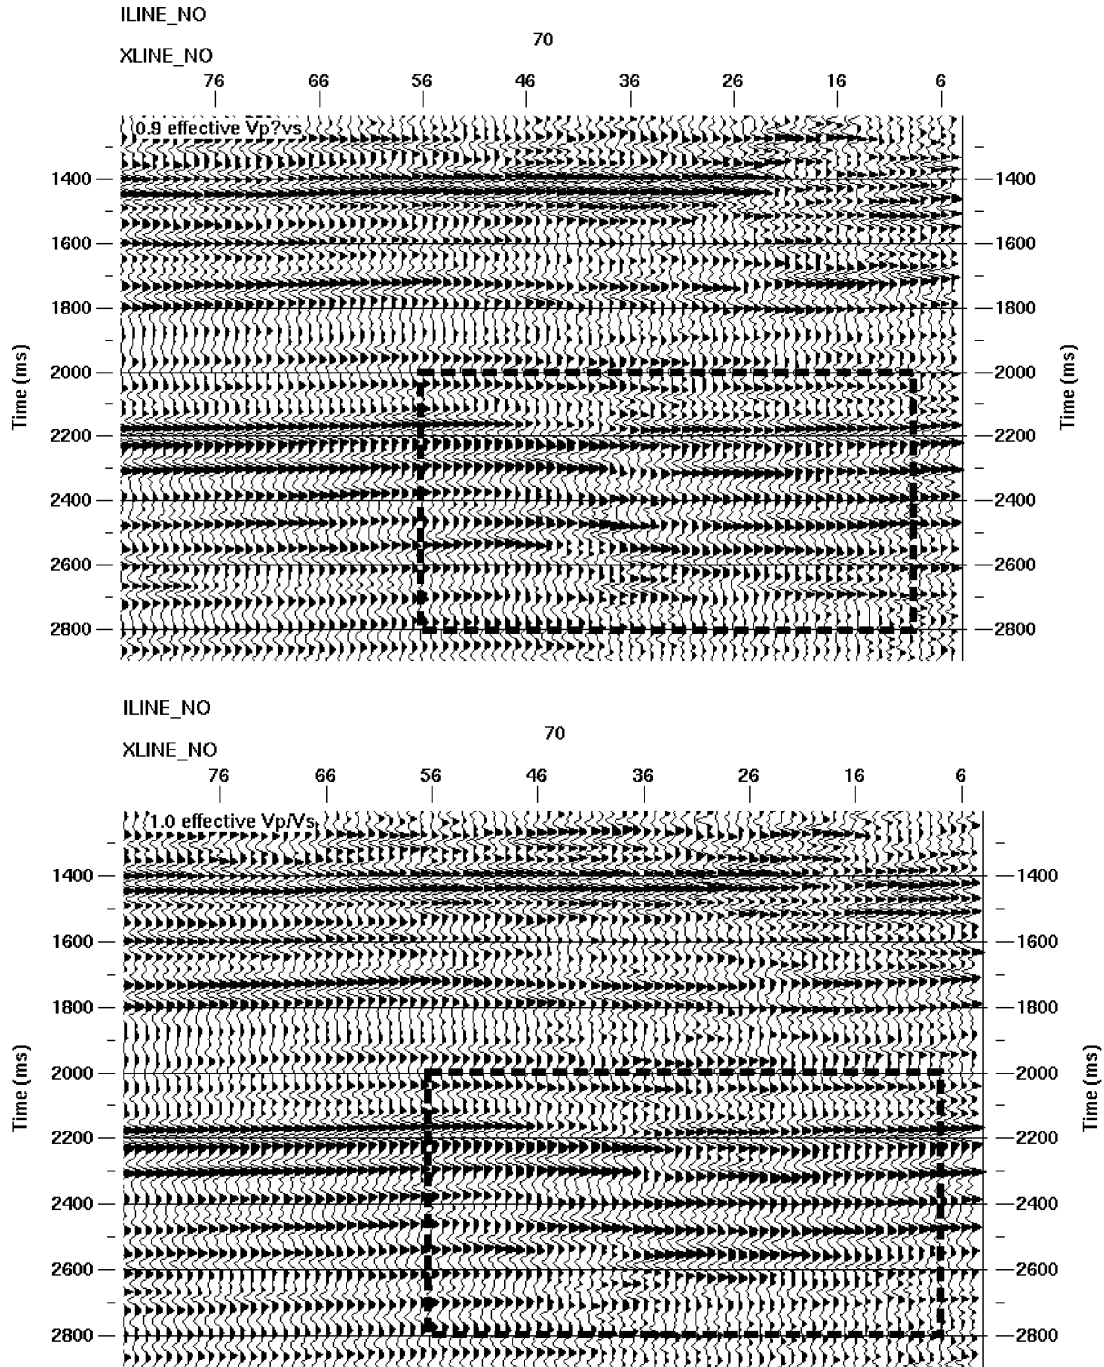 ILINE_NO
70
XLINE_NO
76 66 56 46 36 26 16 6
0.9 effective Vp?vs
1400 1400
1600 1600
1800 1800
2000 2000
2200 2200
2400 2400
2600 2600
2800 2800
Time (ms)
Time (ms)
ILINE_NO
70
XLINE_NO
76 66 56 46 36 26 16 6
1.0 effective Vp/Vs
1400 1400
1600 1600
1800 1800
2000 2000
2200 2200
2400 2400
2600 2600
2800 2800
Time (ms)
Time (ms)